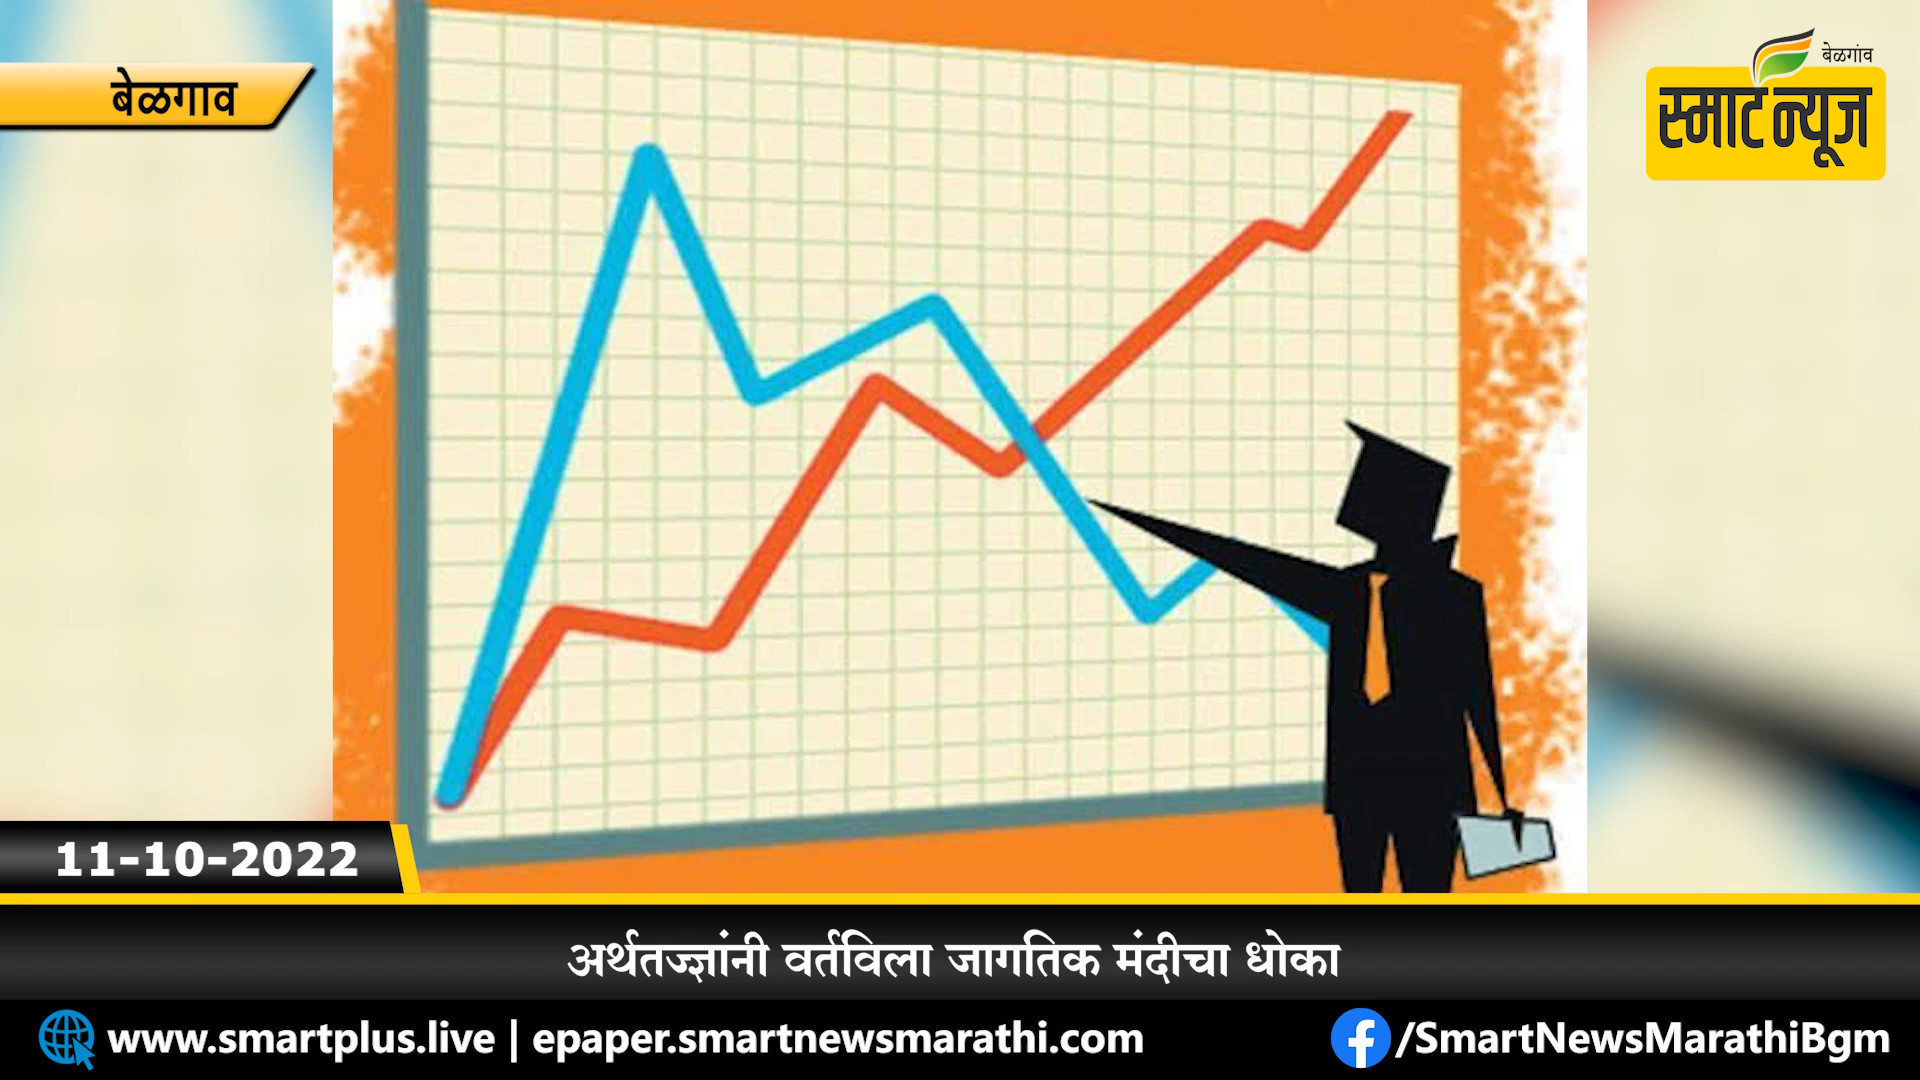 बेळगाव
बेळगांव
स्मार्ट न्यूज
11-10-2022
अर्थतज्ज्ञांनी वर्तविला जागतिक मंदीचा धोका
www.smartplus.live | epaper.smartnewsmarathi.com
/SmartNewsMarathiBgm